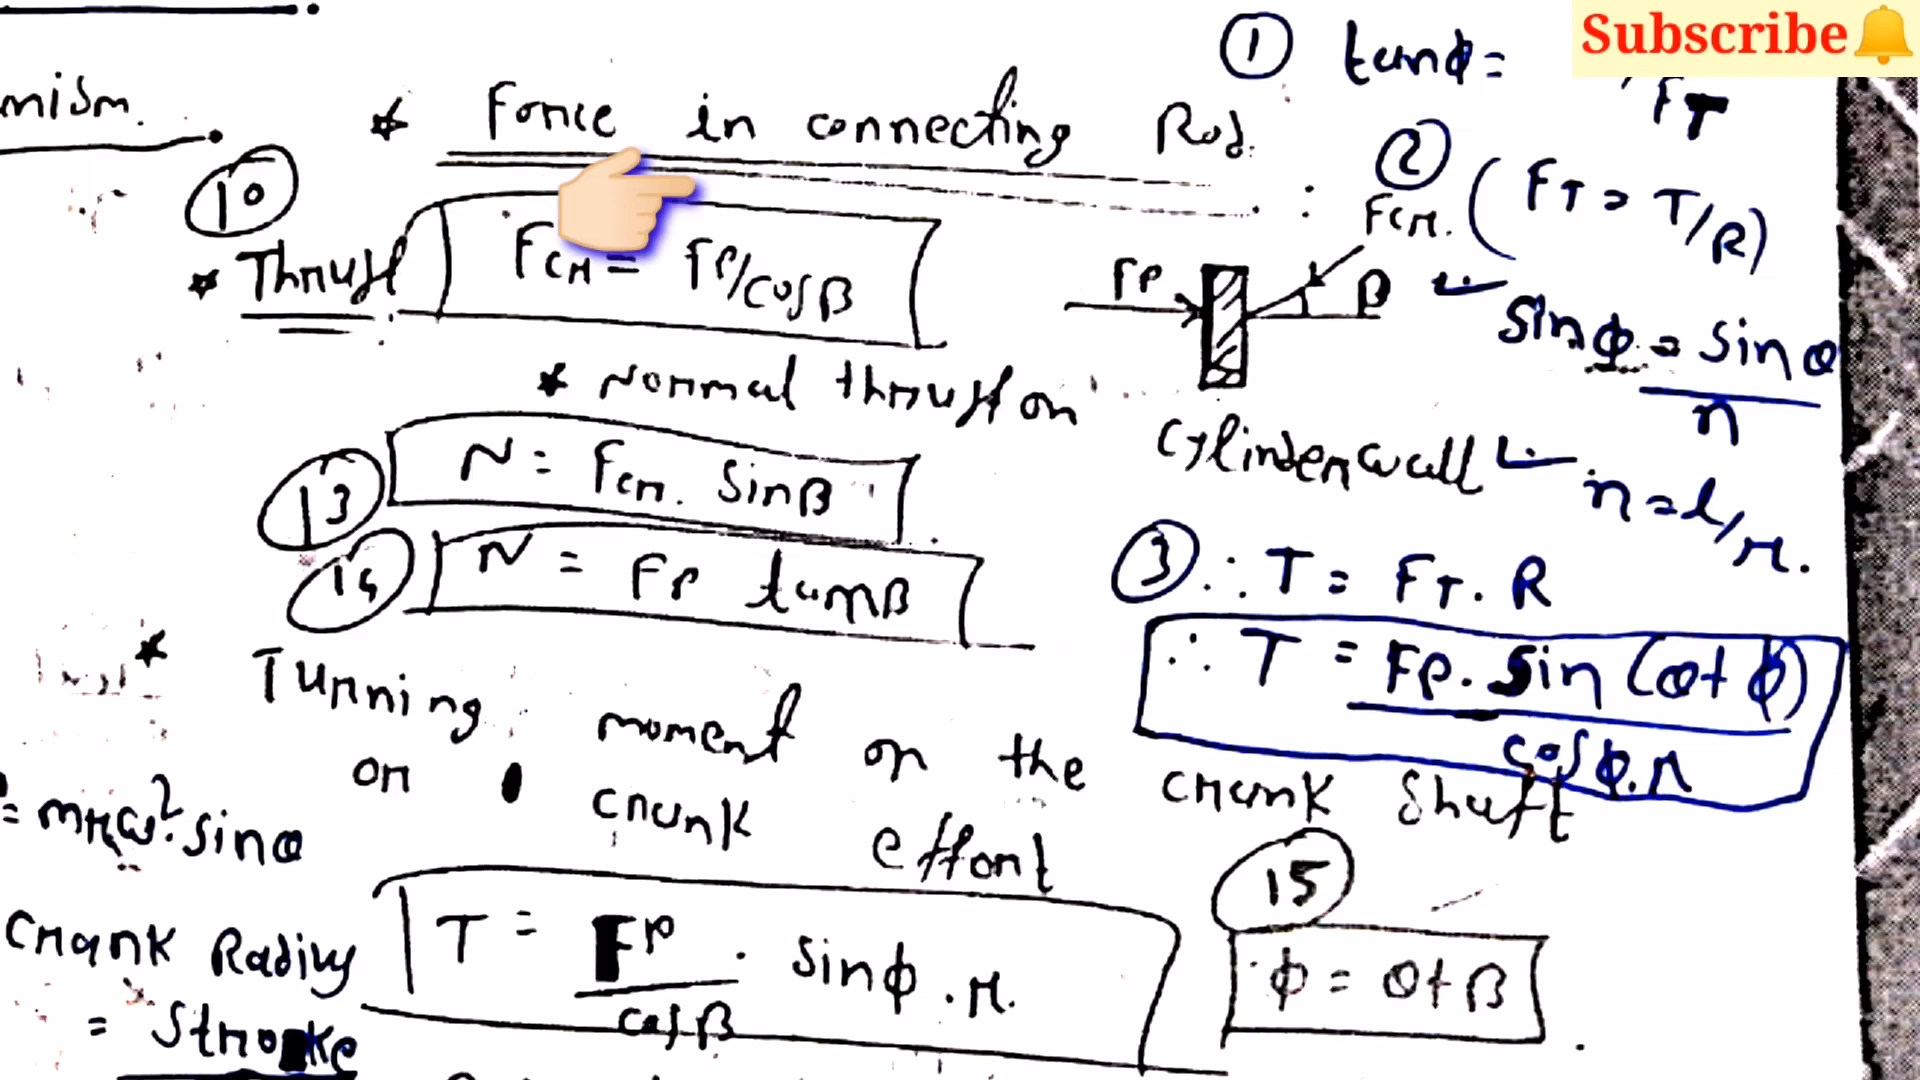 Subscribe
① tanϕ =
FT
mism.
* Force in connecting Rod.
② (FT = T/R)
⑩
* Thrust Fcr = Fp/cosβ
Fp
Fcr.
β
sinϕ = sinθ
n
* Normal thrust on cylinder wall
n = l/r.
⑬ N = Fcr. sinβ
⑭ N = Fp tanβ
③ ∴ T = FT. R
∴ T = Fp. sin(θ+ϕ)
cosϕ.r
* Turning moment on the crank shaft
or crank effort
= mrω². sinθ
⑮
ϕ = θ+β
T = Fp . sinϕ . r.
cosβ
Crank Radius
= Stroke